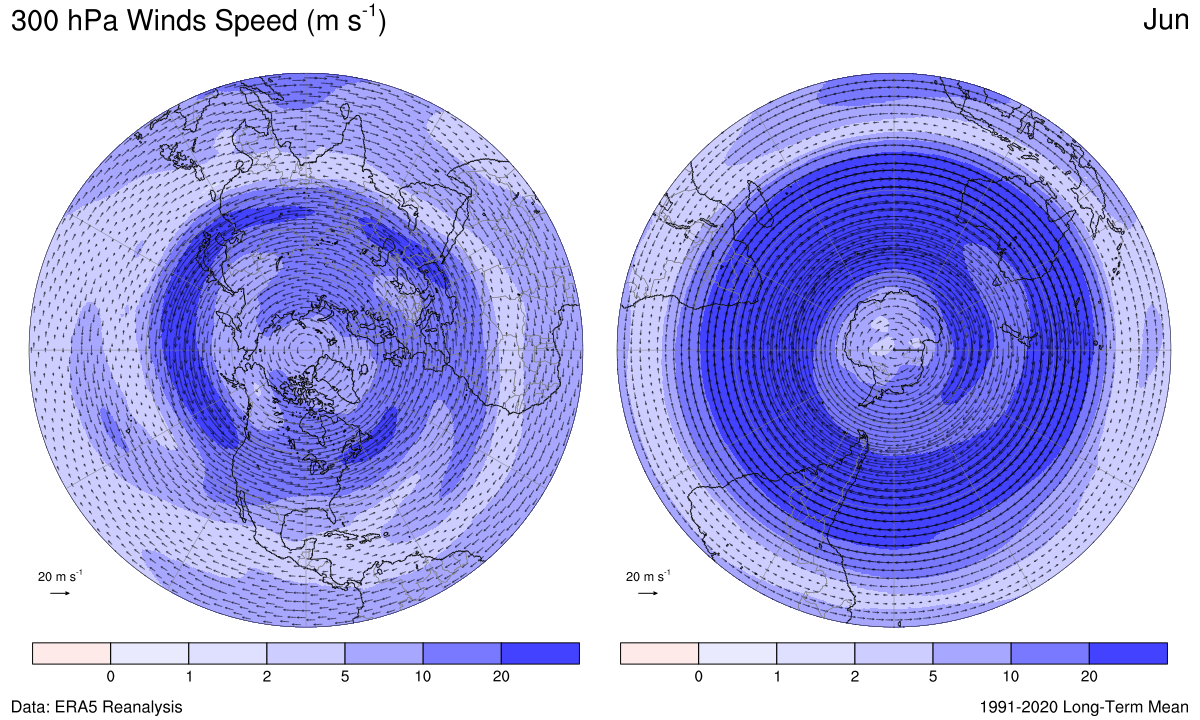 300 hPa Winds Speed (m s⁻¹)
Jun
20 m s⁻¹
20 m s⁻¹
0 1 2 5 10 20
0 1 2 5 10 20
Data: ERA5 Reanalysis
1991-2020 Long-Term Mean